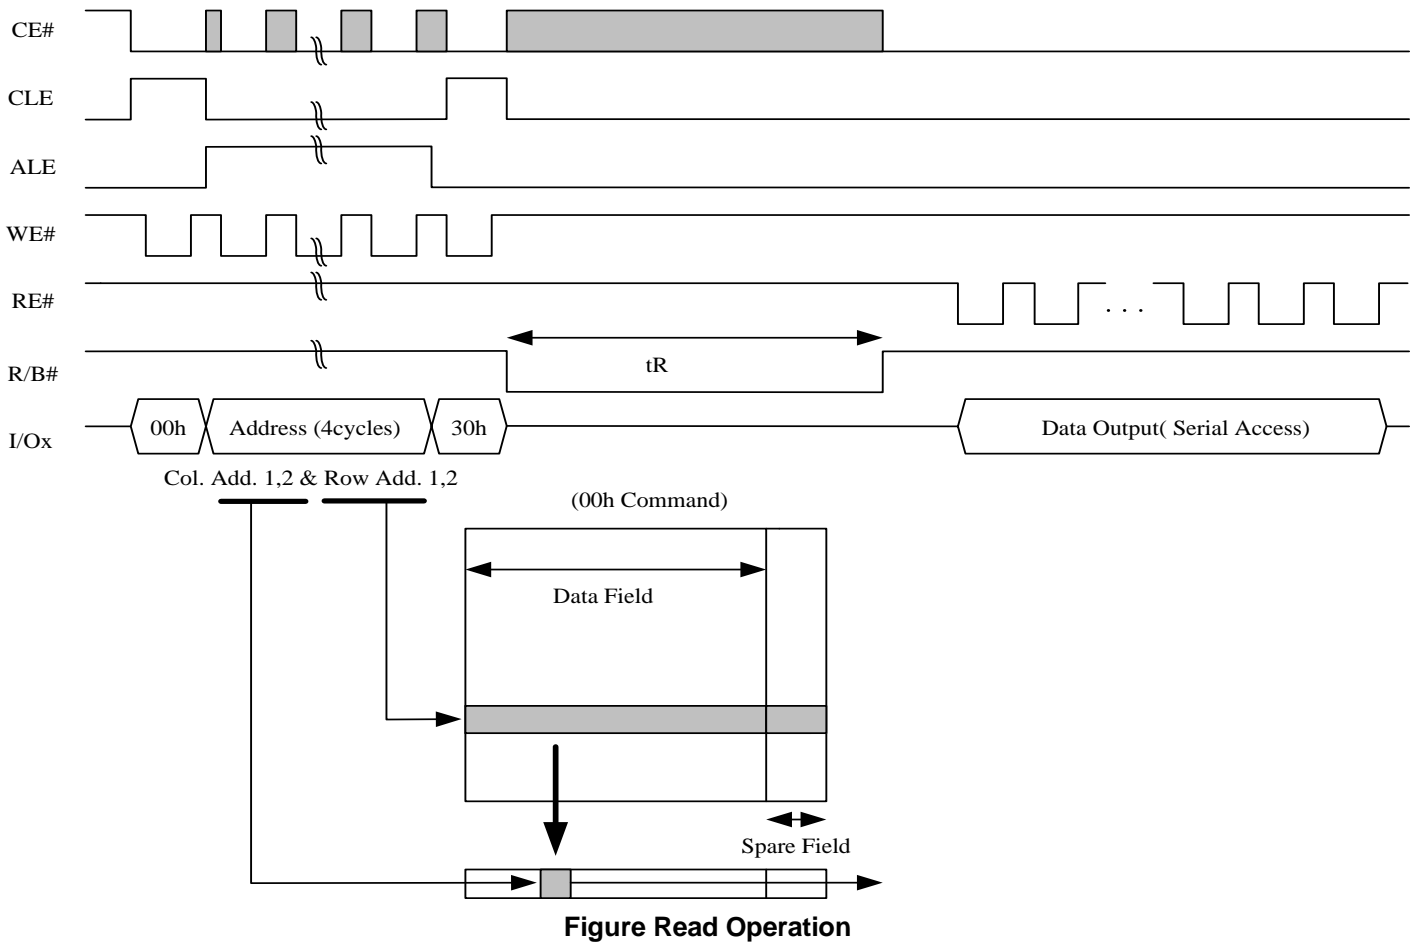 CE#
CLE
ALE
WE#
RE#
. . .
tR
R/B#
I/Ox
00h
Address (4cycles)
30h
Data Output( Serial Access)
Col. Add. 1,2 & Row Add. 1,2
(00h Command)
Data Field
Spare Field
Figure Read Operation